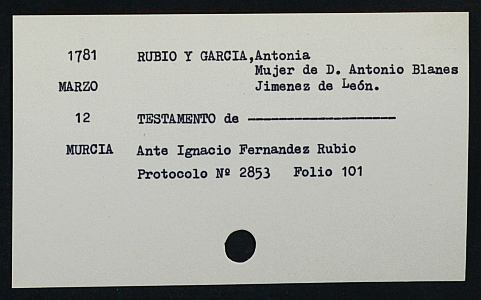 1781 RUBIO Y GARCIA,Antonia
Mujer de D. Antonio Blanes
MARZO Jimenez de León.
12 TESTAMENTO de -------------------
MURCIA Ante Ignacio Fernandez Rubio
Protocolo Nº 2853 Folio 101